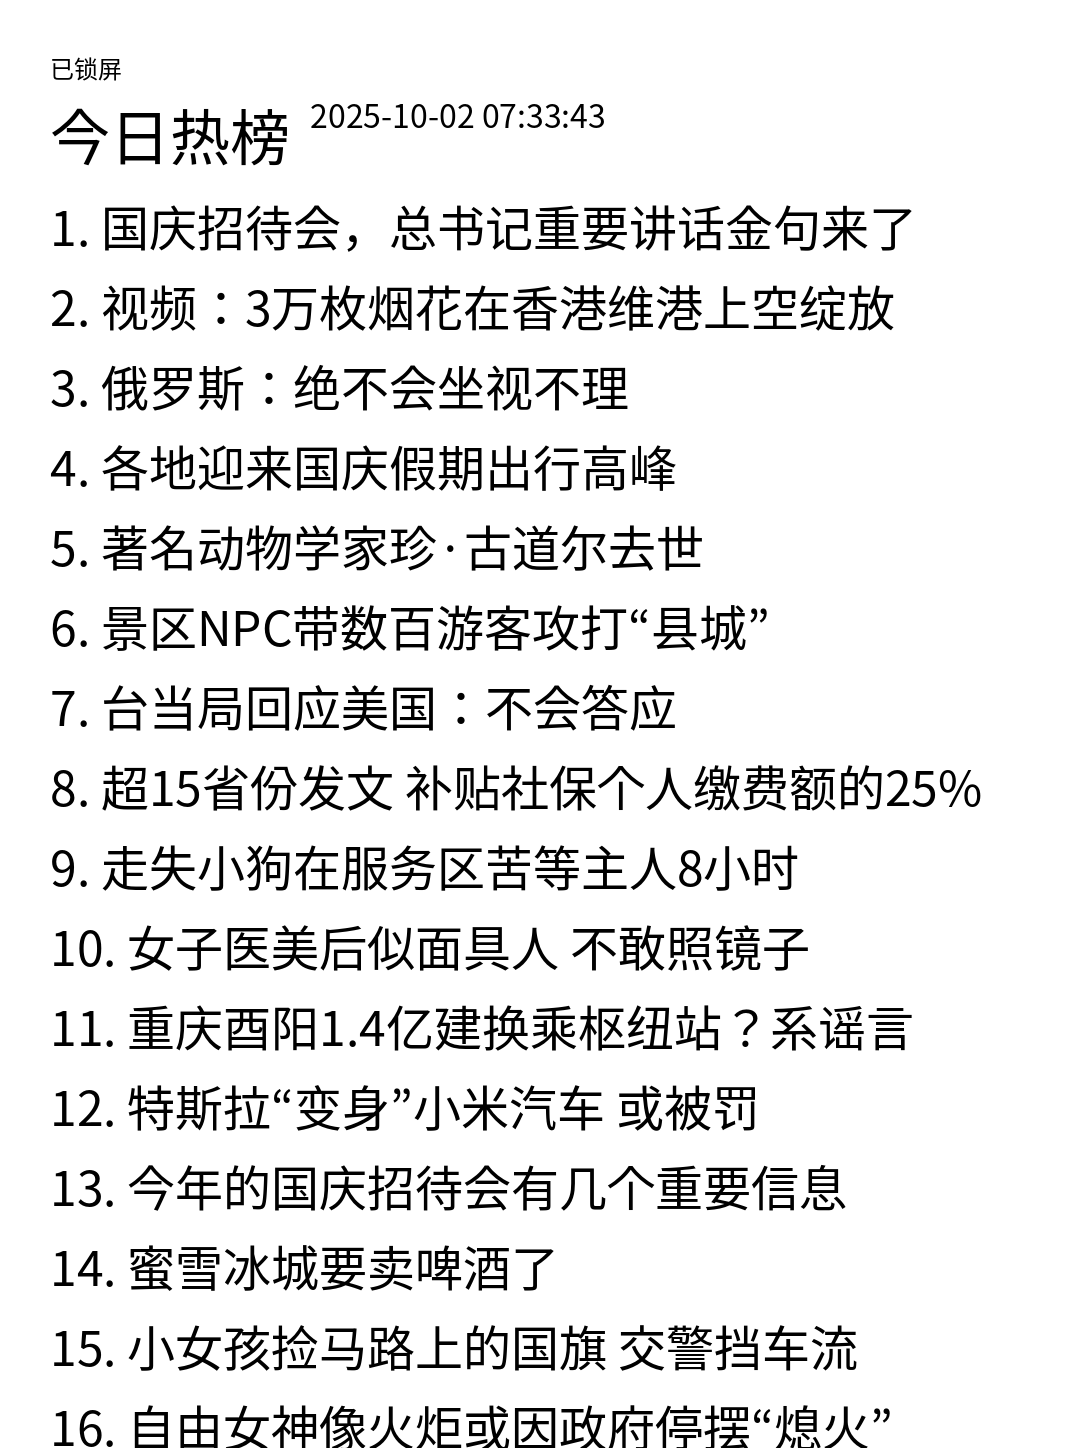 已锁屏
今日热榜 2025-10-02 07:33:43
1. 国庆招待会，总书记重要讲话金句来了
2. 视频：3万枚烟花在香港维港上空绽放
3. 俄罗斯：绝不会坐视不理
4. 各地迎来国庆假期出行高峰
5. 著名动物学家珍·古道尔去世
6. 景区NPC带数百游客攻打“县城”
7. 台当局回应美国：不会答应
8. 超15省份发文 补贴社保个人缴费额的25%
9. 走失小狗在服务区苦等主人8小时
10. 女子医美后似面具人 不敢照镜子
11. 重庆酉阳1.4亿建换乘枢纽站？系谣言
12. 特斯拉“变身”小米汽车 或被罚
13. 今年的国庆招待会有几个重要信息
14. 蜜雪冰城要卖啤酒了
15. 小女孩捡马路上的国旗 交警挡车流
16. 自由女神像火炬或因政府停摆“熄火”